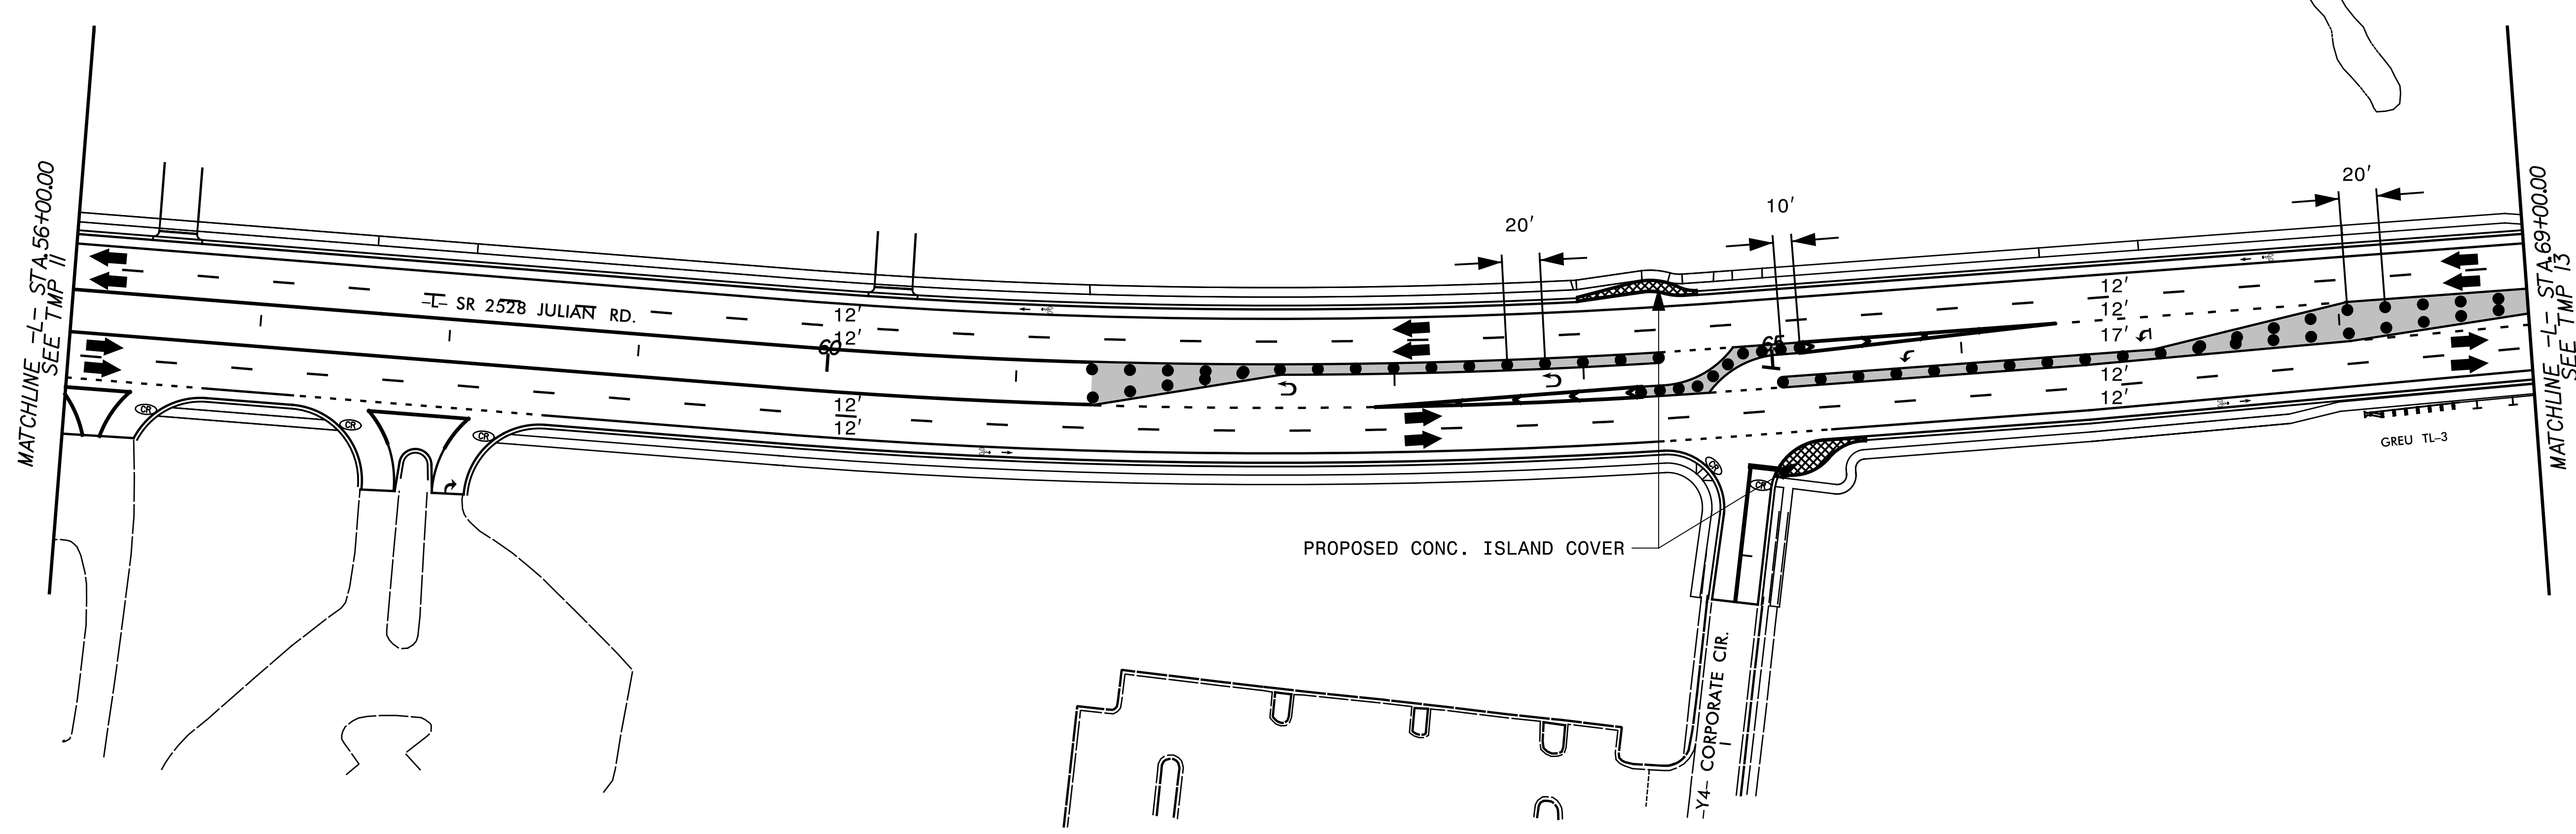 MATCHLINE -L- STA. 56+00.00
SEE TMP 11
-L- SR 2528 JULIAN RD.
12'
12'
60
12'
12'
20'
10'
65
20'
12'
12'
17'
12'
12'
MATCHLINE -L- STA. 69+00.00
SEE TMP 13
GREU TL-3
CR
CR
CR
CR
CR
PROPOSED CONC. ISLAND COVER
-Y4- CORPORATE CIR.